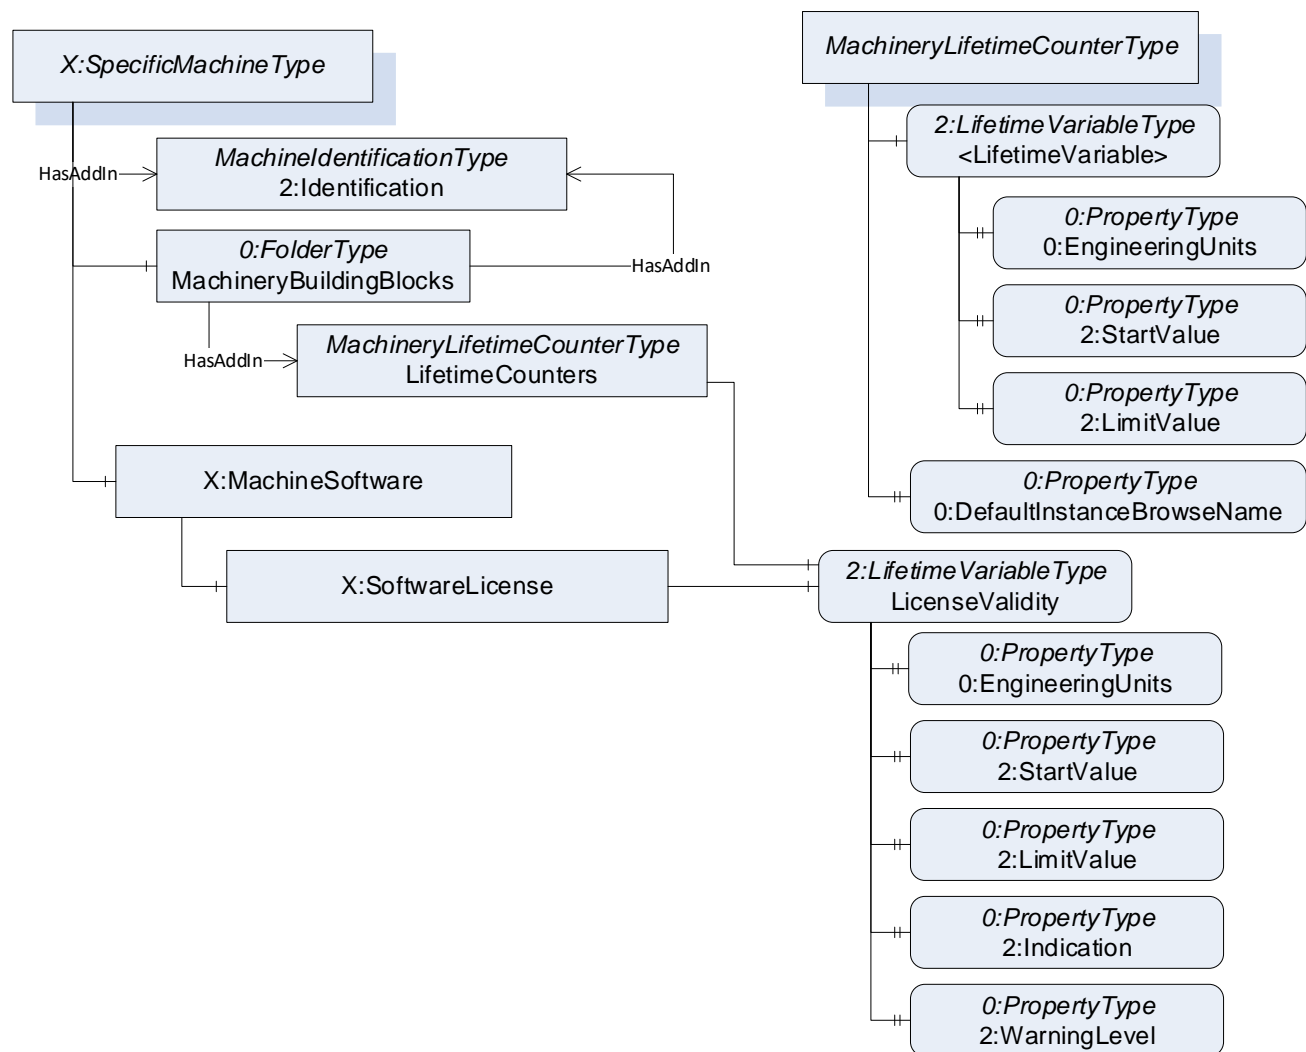 X:SpecificMachineType
MachineryLifetimeCounterType
HasAddIn
MachineIdentificationType
2:Identification
2:LifetimeVariableType
<LifetimeVariable>
0:FolderType
MachineryBuildingBlocks
HasAddIn
0:PropertyType
0:EngineeringUnits
HasAddIn
MachineryLifetimeCounterType
LifetimeCounters
0:PropertyType
2:StartValue
0:PropertyType
2:LimitValue
X:MachineSoftware
0:PropertyType
0:DefaultInstanceBrowseName
X:SoftwareLicense
2:LifetimeVariableType
LicenseValidity
0:PropertyType
0:EngineeringUnits
0:PropertyType
2:StartValue
0:PropertyType
2:LimitValue
0:PropertyType
2:Indication
0:PropertyType
2:WarningLevel